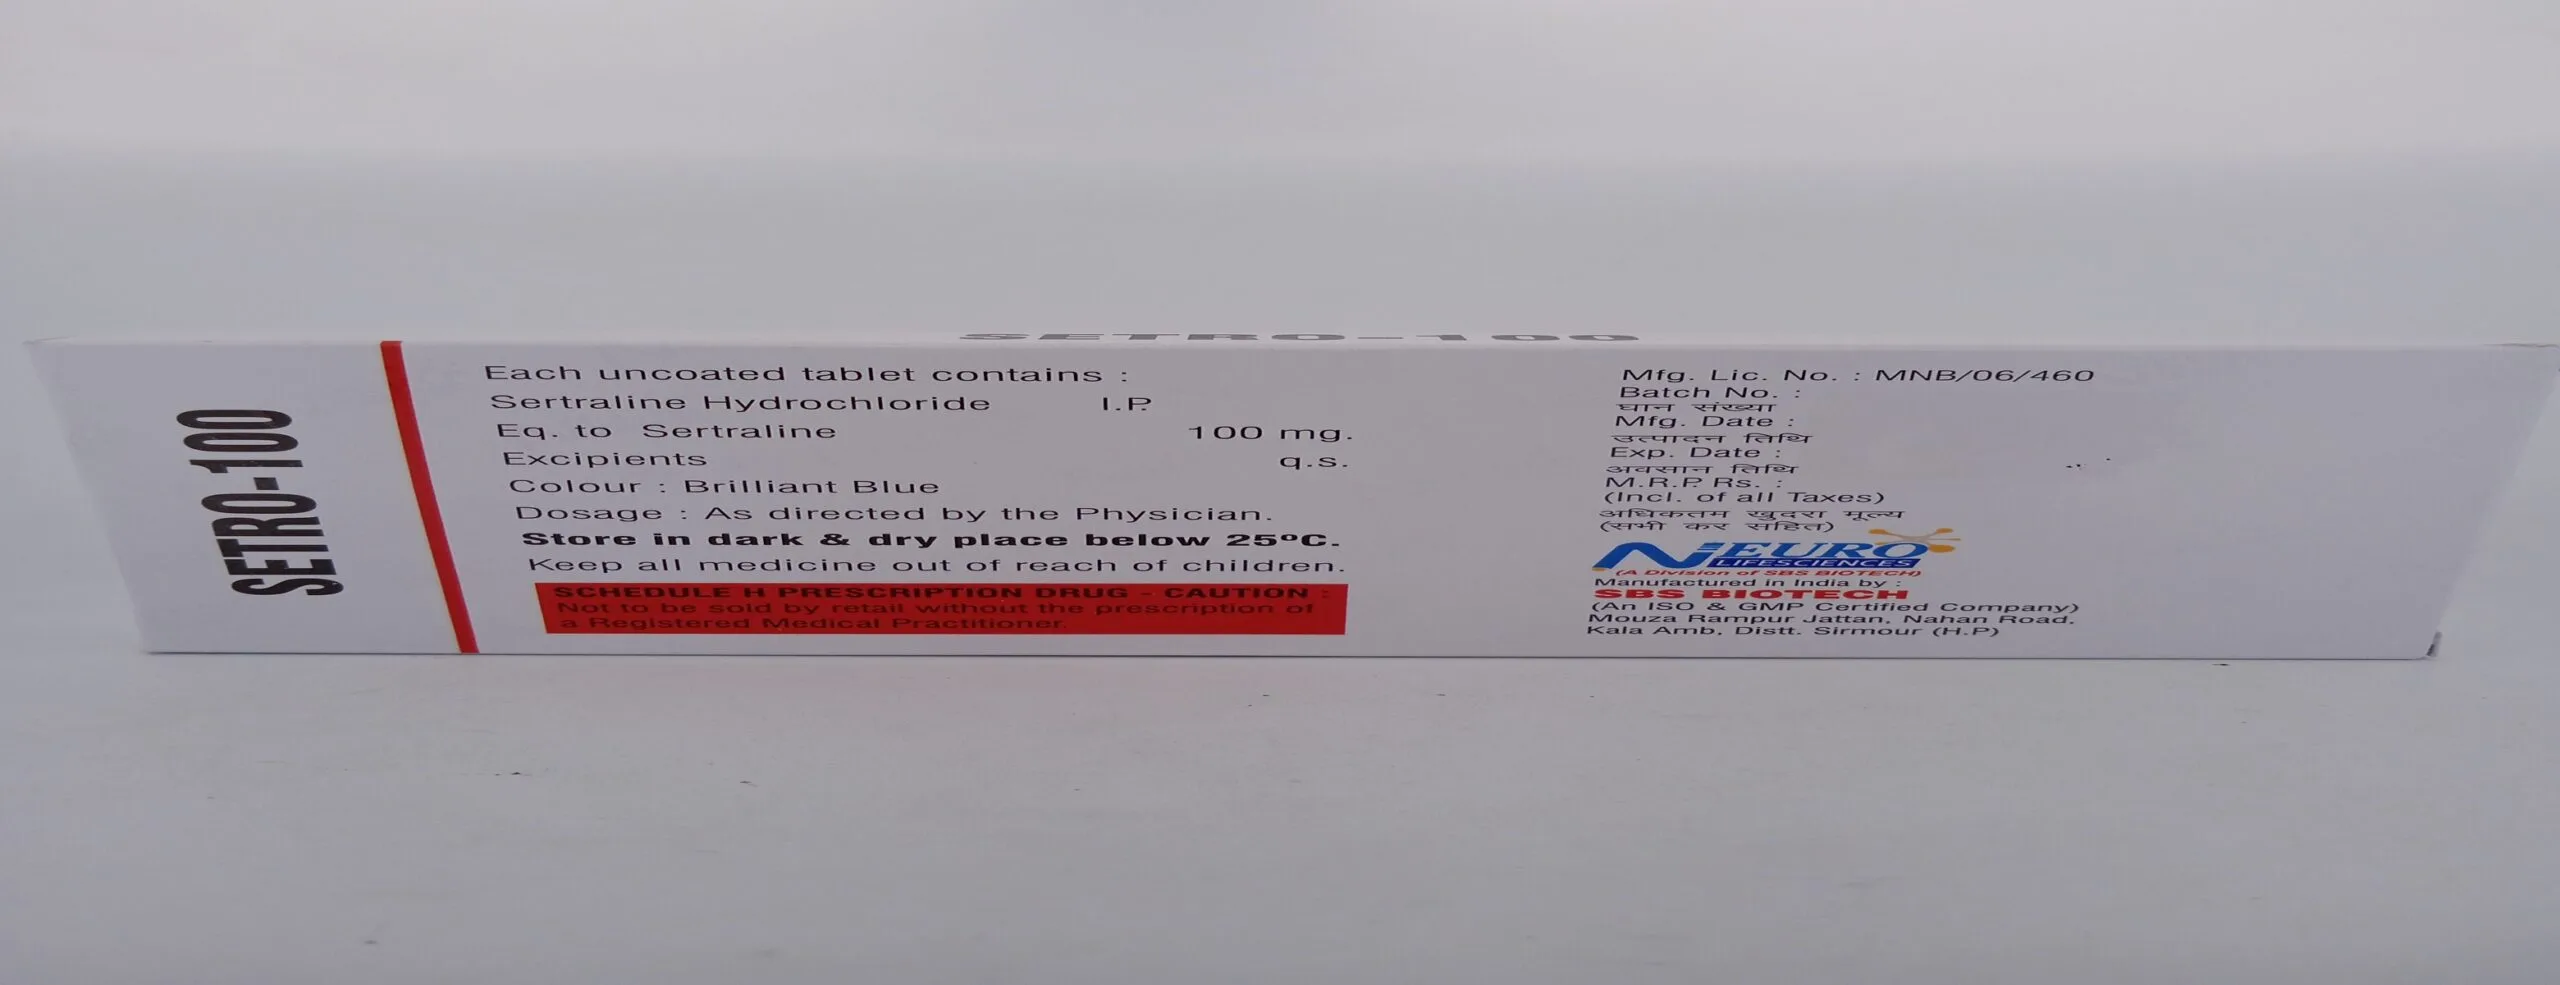 SETRO-100
SETRO-100
Each uncoated tablet contains :
Sertraline Hydrochloride I.P.
Eq. to Sertraline 100 mg.
Excipients q.s.
Colour : Brilliant Blue
Dosage : As directed by the Physician.
Store in dark & dry place below 25°C.
Keep all medicine out of reach of children.
SCHEDULE H PRESCRIPTION DRUG - CAUTION :
Not to be sold by retail without the prescription of
a Registered Medical Practitioner.
Mfg. Lic. No. : MNB/06/460
Batch No. :
घान संख्या
Mfg. Date :
उत्पादन तिथि
Exp. Date :
अवसान तिथि
M.R.P. Rs. :
(Incl. of all Taxes)
अधिकतम खुदरा मूल्य
(सभी कर सहित)
NEURO
LIFESCIENCES
(A Division of SBS BIOTECH)
Manufactured in India by :
SBS BIOTECH
(An ISO & GMP Certified Company)
Mouza Rampur Jattan, Nahan Road,
Kala Amb, Distt. Sirmour (H.P)